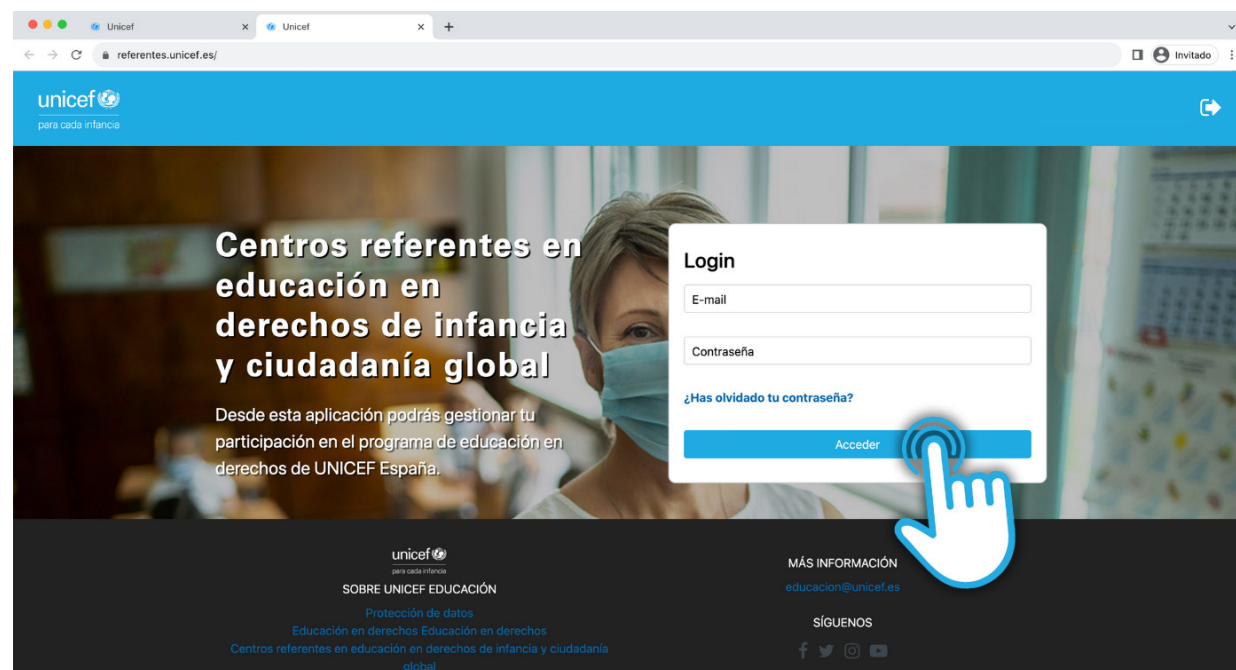 Unicef
Unicef
referentes.unicef.es/
Invitado
unicef
para cada infancia
Centros referentes en
educación en
derechos de infancia
y ciudadanía global
Desde esta aplicación podrás gestionar tu
participación en el programa de educación en
derechos de UNICEF España.
Login
E-mail
Contraseña
¿Has olvidado tu contraseña?
Acceder
unicef
para cada infancia
SOBRE UNICEF EDUCACIÓN
Protección de datos
Educación en derechos Educación en derechos
Centros referentes en educación en derechos de infancia y ciudadanía
global
MÁS INFORMACIÓN
educacion@unicef.es
SÍGUENOS